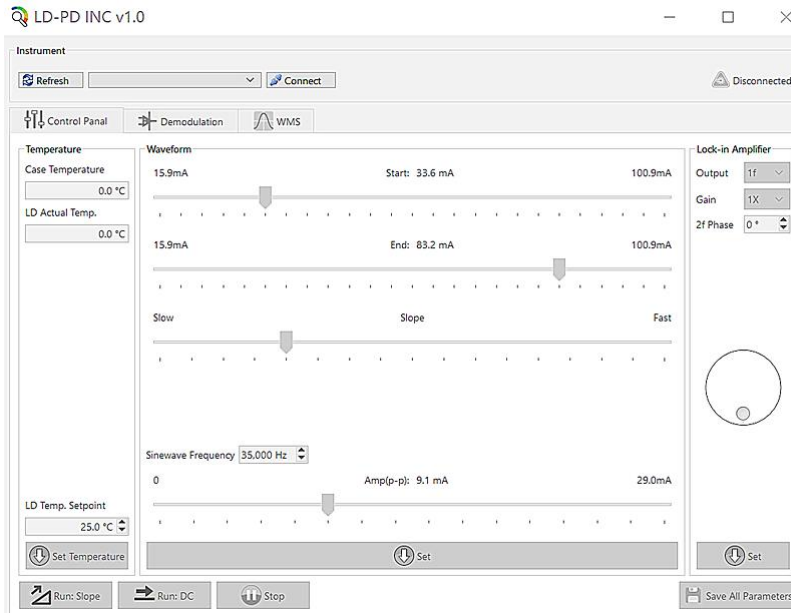 LD-PD INC v1.0
Instrument
Refresh
Connect
Disconnected
Control Panel
Demodulation
WMS
Temperature
Case Temperature
0.0 °C
LD Actual Temp.
0.0 °C
LD Temp. Setpoint
25.0 °C
Set Temperature
Waveform
15.9mA Start: 33.6 mA 100.9mA
15.9mA End: 83.2 mA 100.9mA
Slow Slope Fast
Sinewave Frequency 35,000 Hz
0 Amp(p-p): 9.1 mA 29.0mA
Set
Lock-in Amplifier
Output 1f
Gain 1X
2f Phase 0 °
Set
Run: Slope
Run: DC
Stop
Save All Parameters